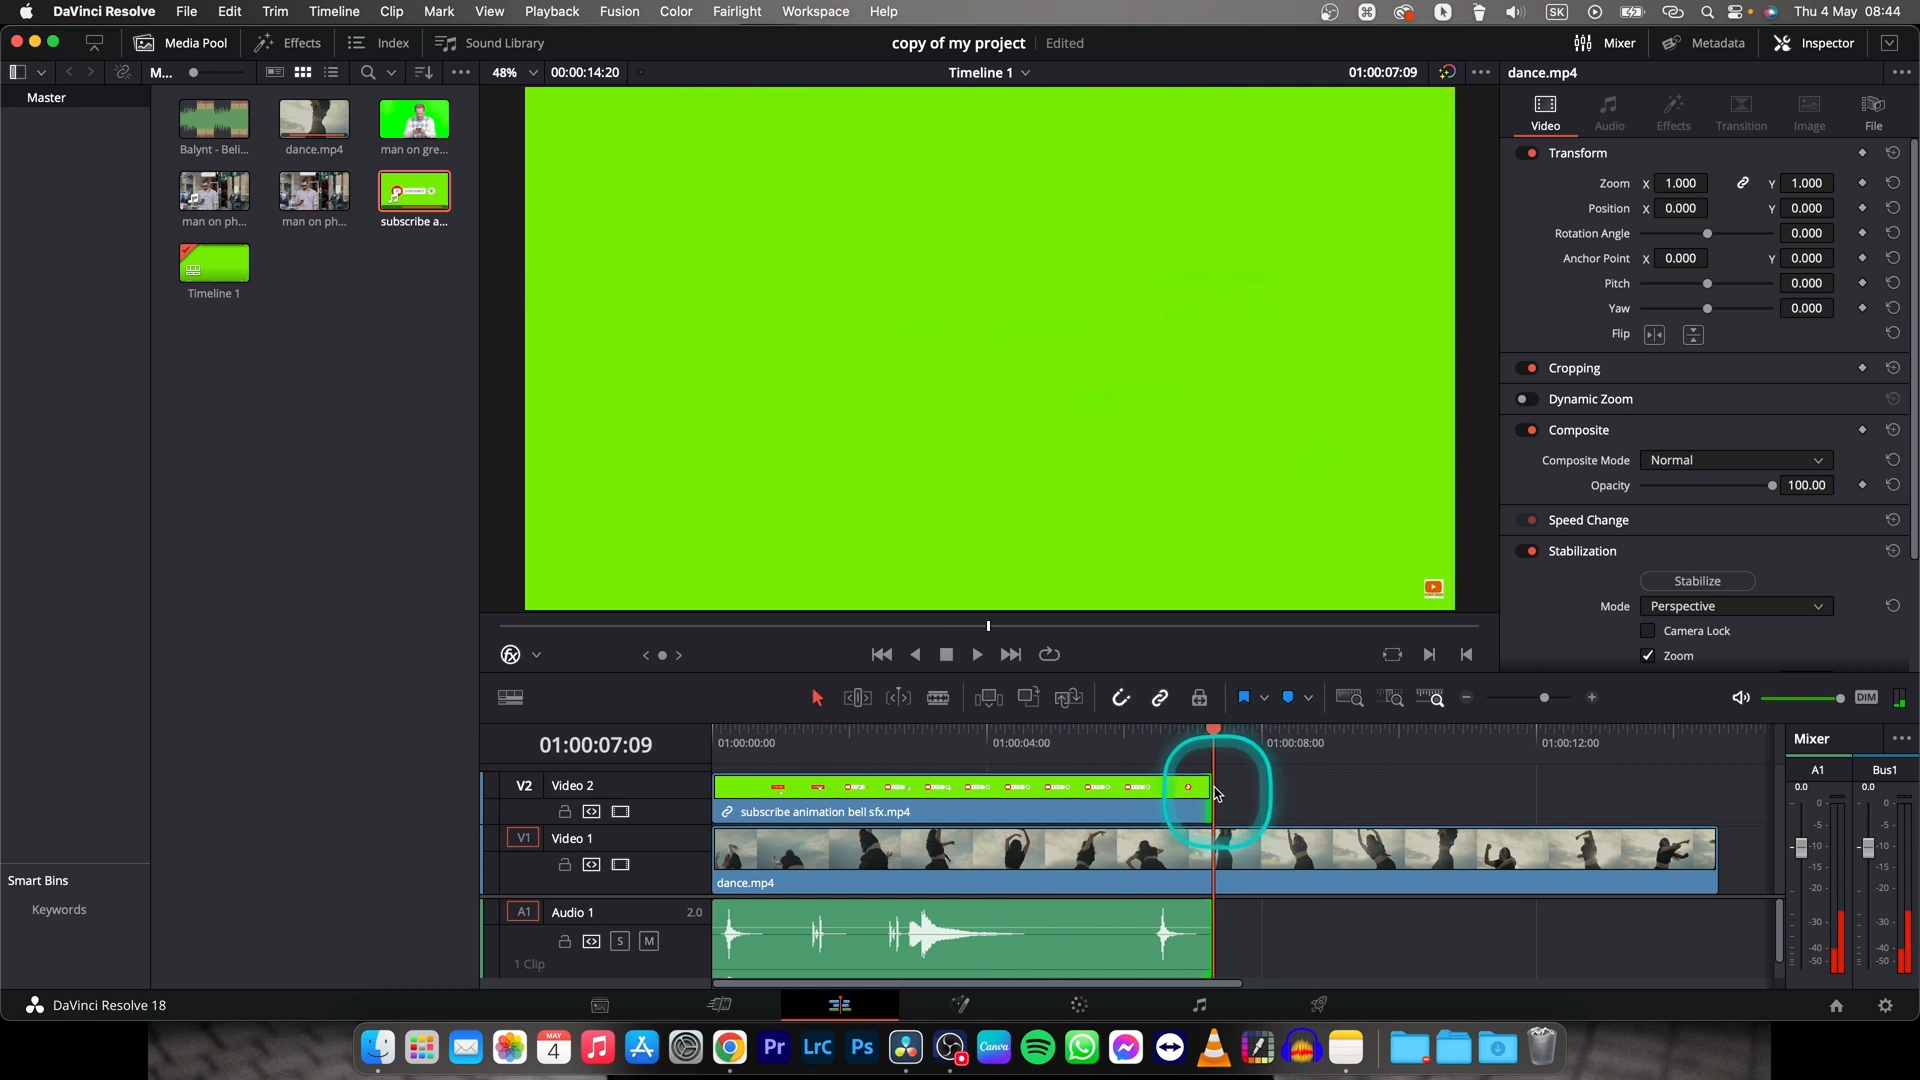 DaVinci Resolve File Edit Trim Timeline Clip Mark View Playback Fusion Color Fairlight Workspace Help SK Thu 4 May 08:44
Media Pool Effects Index Sound Library copy of my project Edited Mixer Metadata Inspector
M... 48% 00:00:14:20 Timeline 1 01:00:07:09 dance.mp4
Master
Video Audio Effects Transition Image File
Balynt - Beli... dance.mp4 man on gre...
man on ph... man on ph... subscribe a...
Timeline 1
Transform
Zoom X 1.000 Y 1.000
Position X 0.000 Y 0.000
Rotation Angle 0.000
Anchor Point X 0.000 Y 0.000
Pitch 0.000
Yaw 0.000
Flip
Cropping
Dynamic Zoom
Composite
Composite Mode Normal
Opacity 100.00
Speed Change
Stabilization
Stabilize
Mode Perspective
Camera Lock
Zoom
DIM
01:00:07:09 01:00:00:00 01:00:04:00 01:00:08:00 01:00:12:00
Mixer
A1 Bus1
0.0 0.0
V2 Video 2
subscribe animation bell sfx.mp4
V1 Video 1
dance.mp4
A1 Audio 1 2.0
S M
1 Clip
0 0
-5 -5
-10 -10
-15 -15
-20 -20
-30 -30
-40 -40
-50 -50
Smart Bins
Keywords
DaVinci Resolve 18
MAY
4
Pr LrC Ps Canva